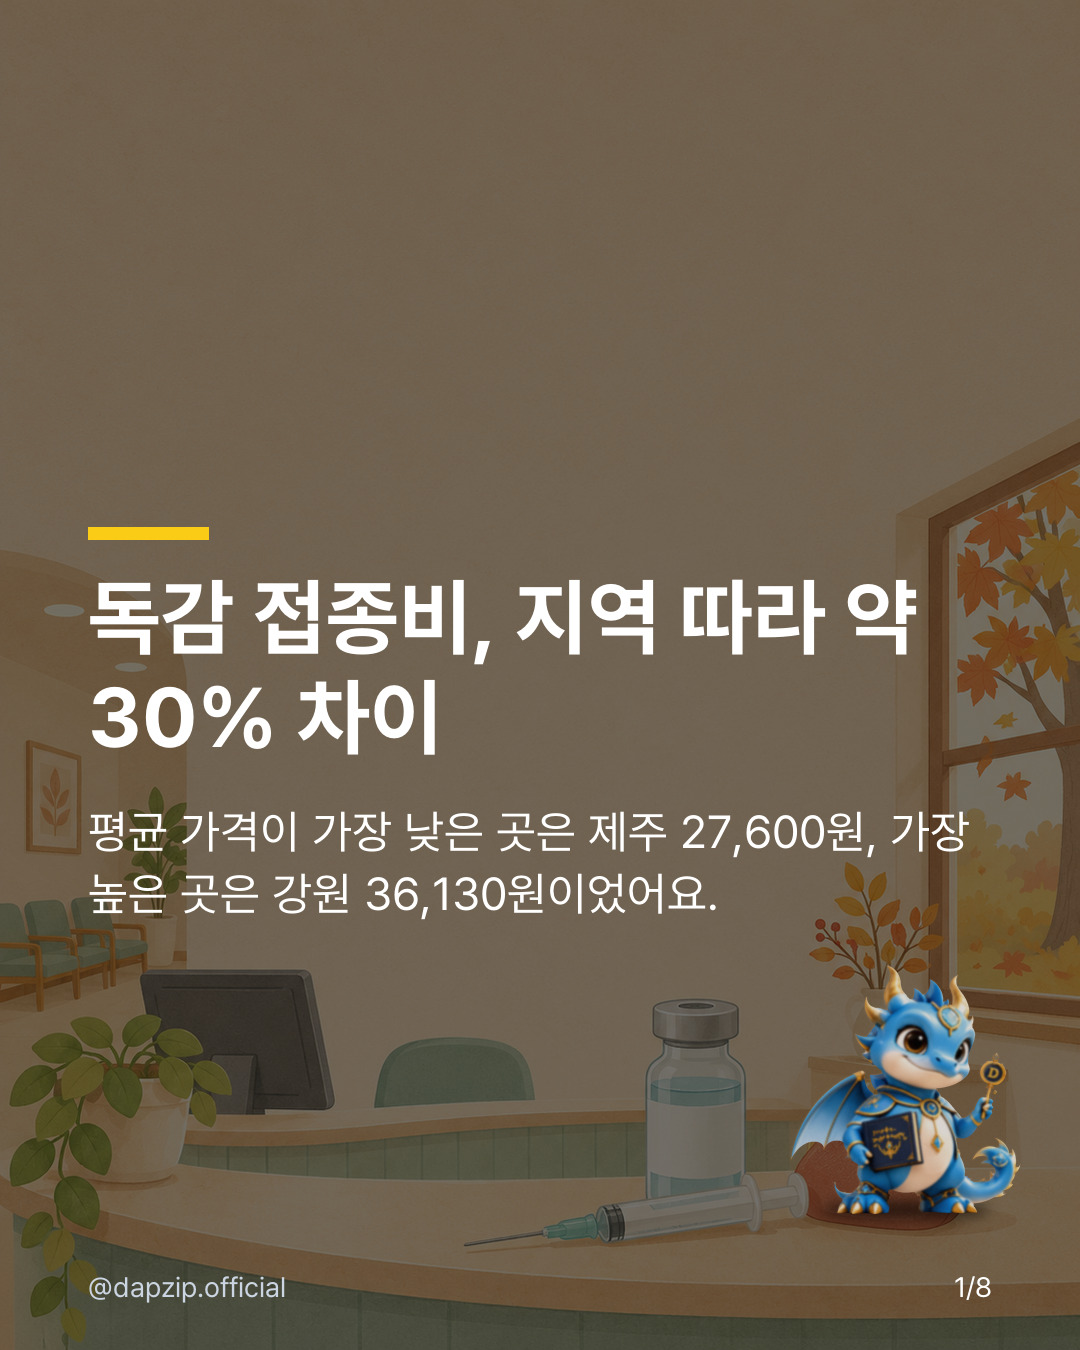 독감 접종비, 지역 따라 약
30% 차이
평균 가격이 가장 낮은 곳은 제주 27,600원, 가장
높은 곳은 강원 36,130원이었어요.
D
@dapzip.official
1/8